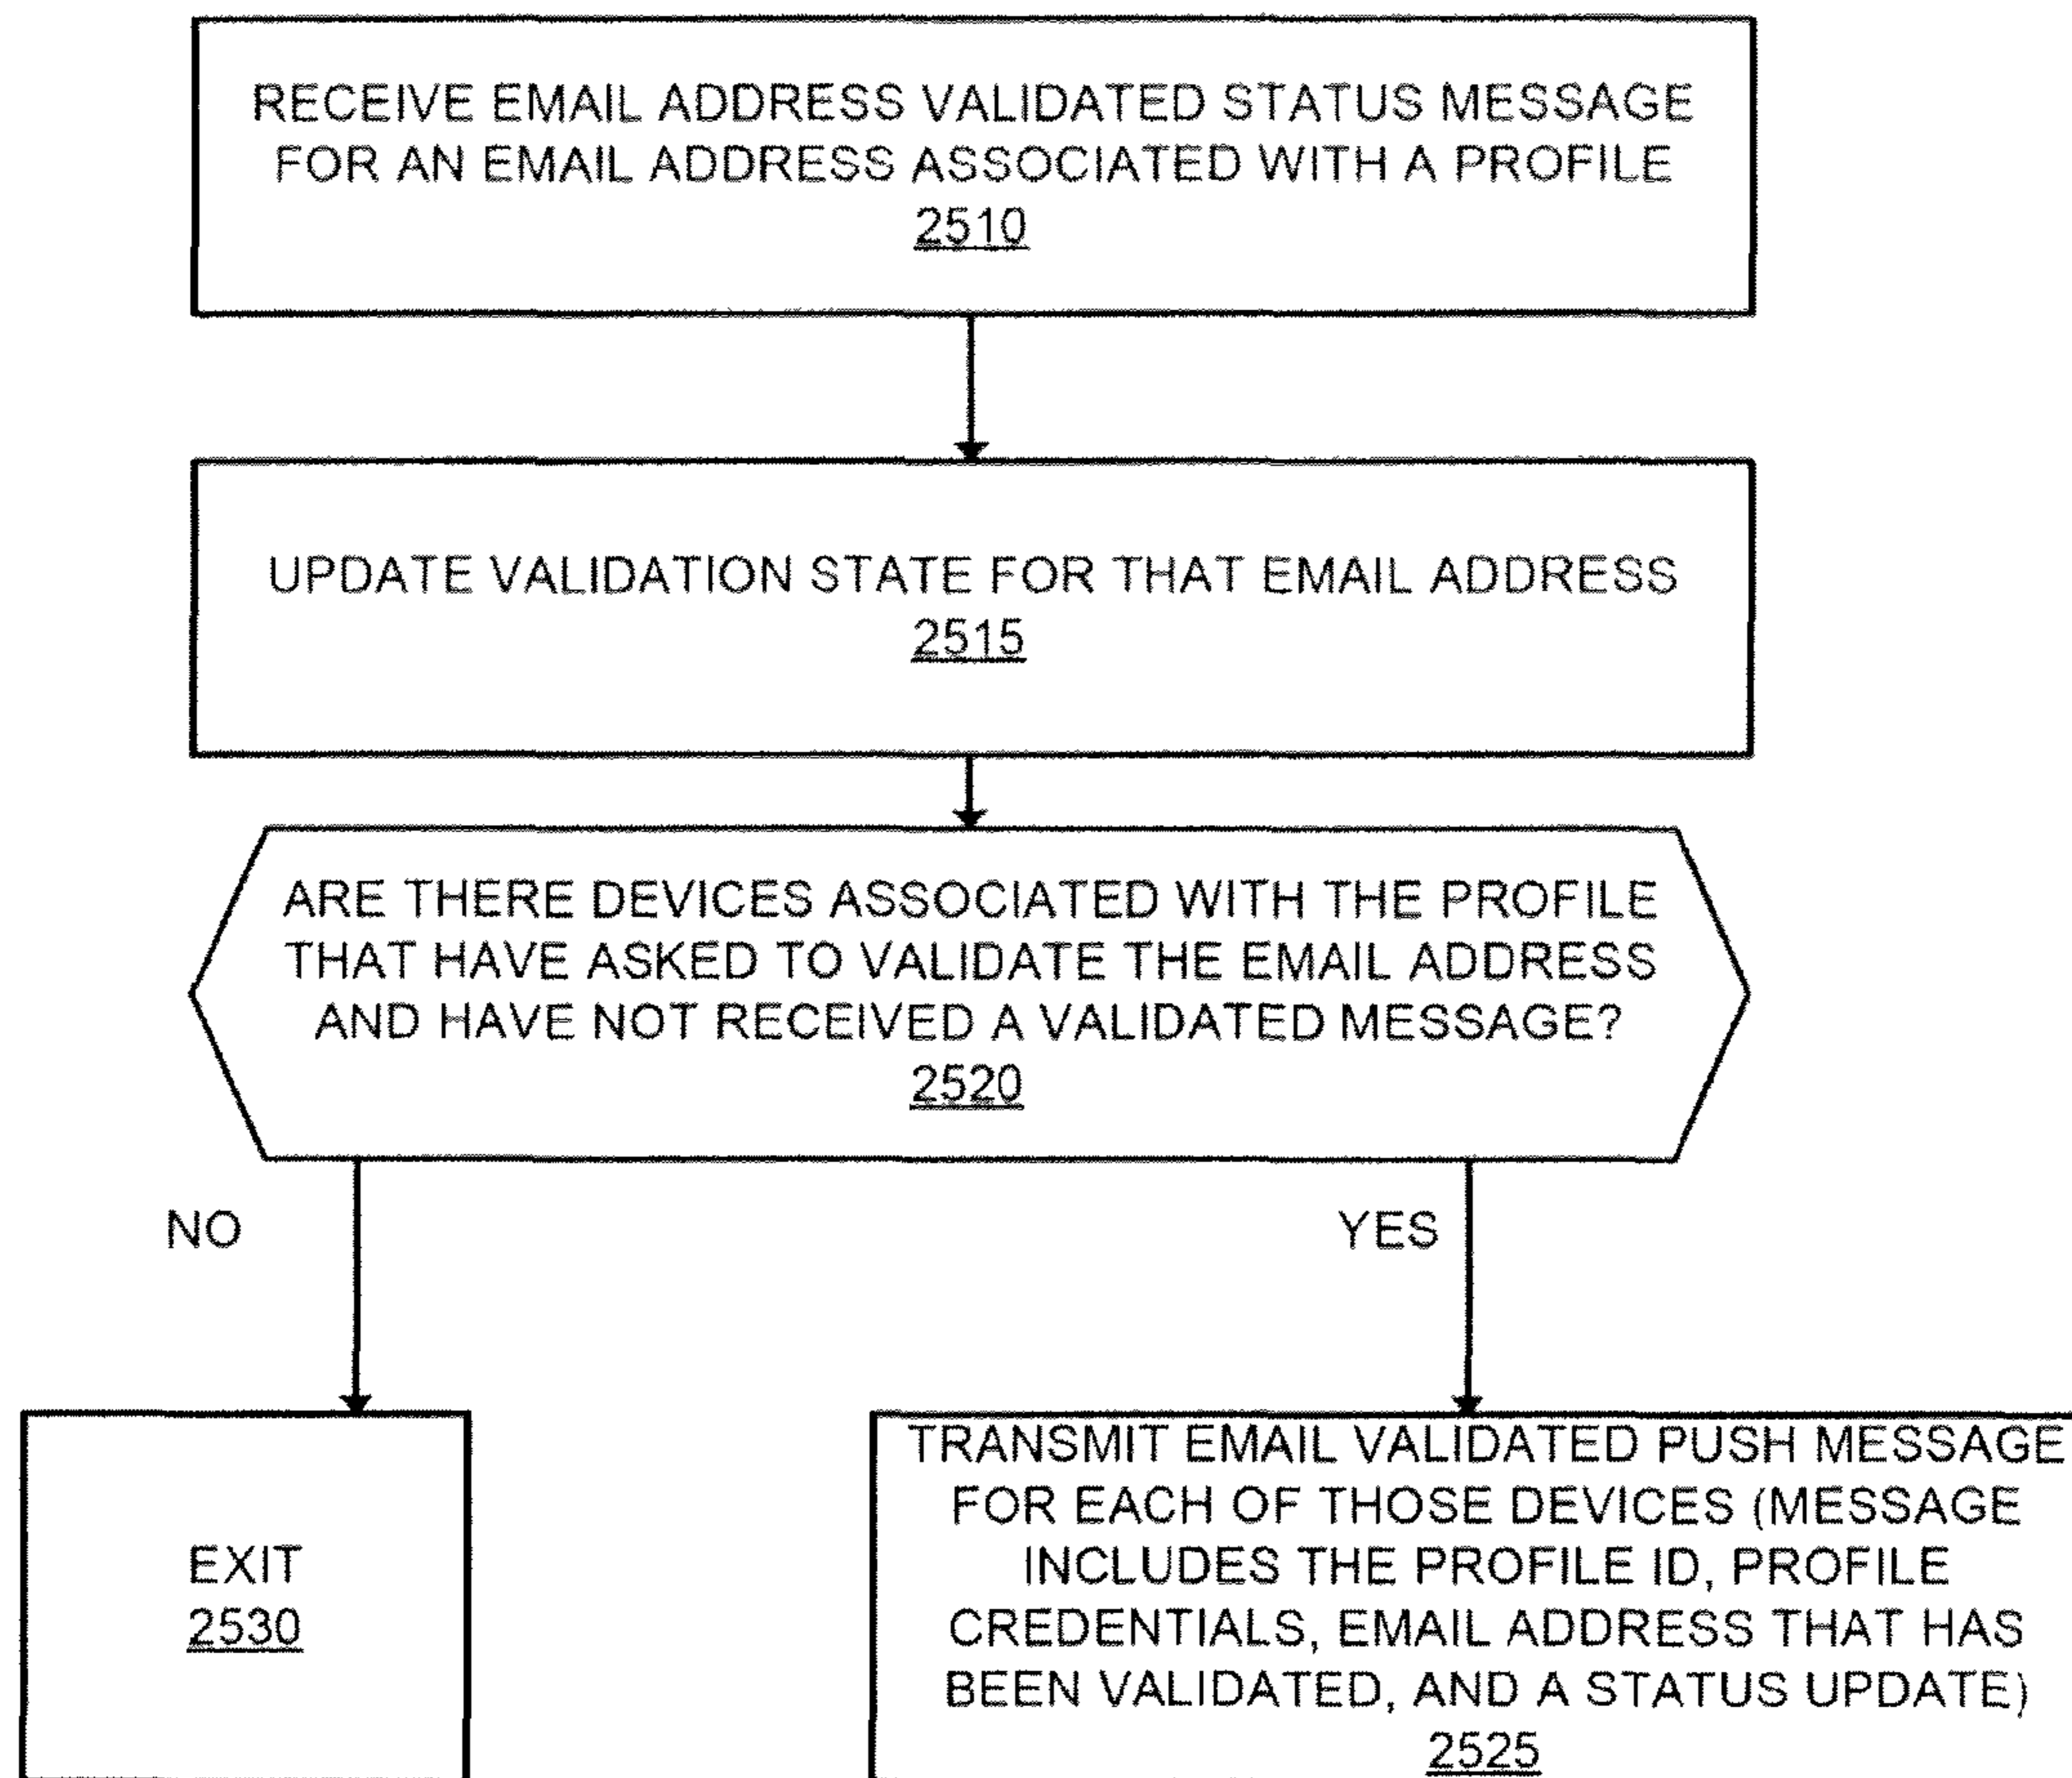 RECEIVE EMAIL ADDRESS VALIDATED STATUS MESSAGE
FOR AN EMAIL ADDRESS ASSOCIATED WITH A PROFILE
2510
UPDATE VALIDATION STATE FOR THAT EMAIL ADDRESS
2515
ARE THERE DEVICES ASSOCIATED WITH THE PROFILE
THAT HAVE ASKED TO VALIDATE THE EMAIL ADDRESS
AND HAVE NOT RECEIVED A VALIDATED MESSAGE?
2520
NO
YES
EXIT
2530
TRANSMIT EMAIL VALIDATED PUSH MESSAGE
FOR EACH OF THOSE DEVICES (MESSAGE
INCLUDES THE PROFILE ID, PROFILE
CREDENTIALS, EMAIL ADDRESS THAT HAS
BEEN VALIDATED, AND A STATUS UPDATE)
2525